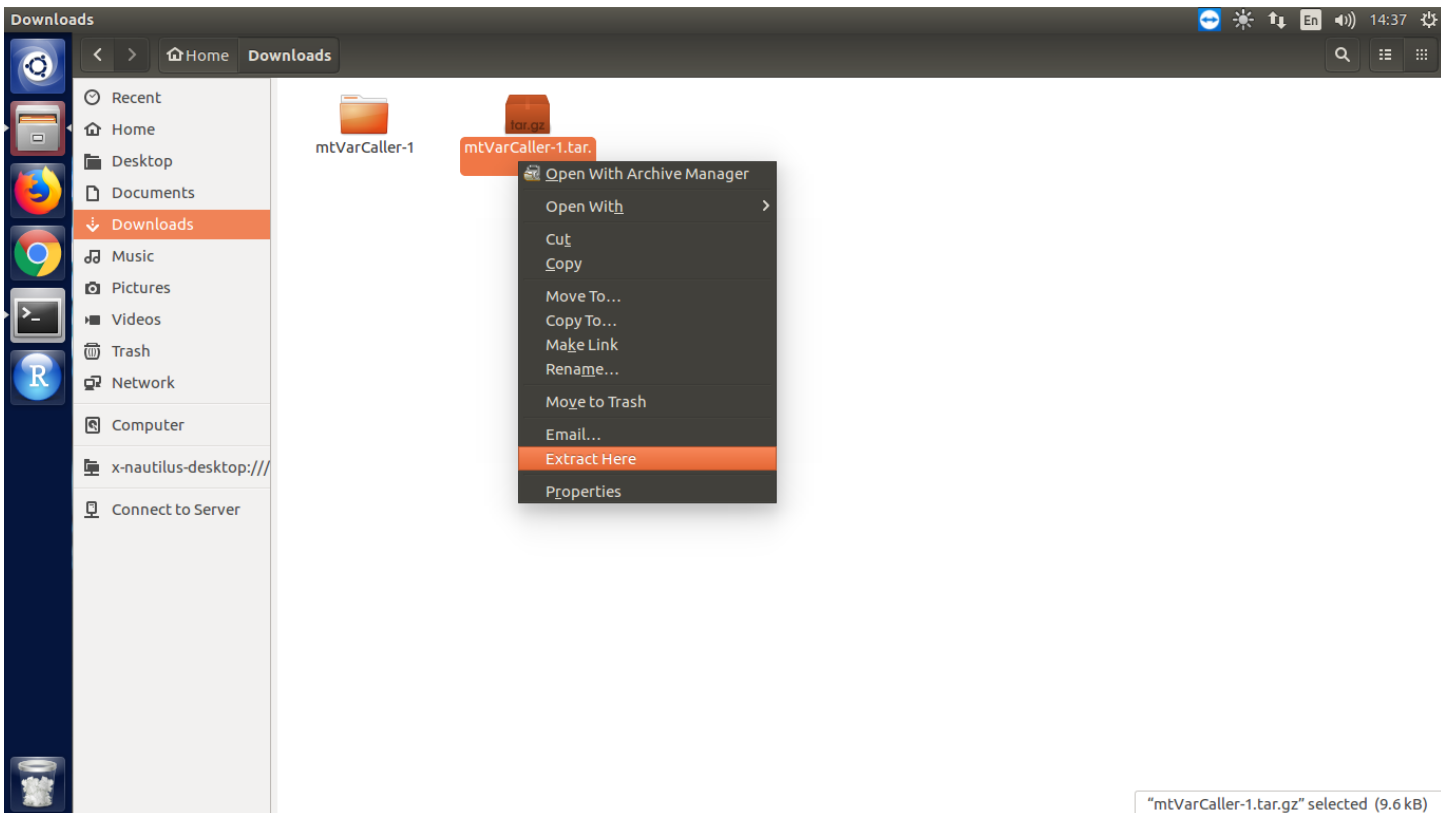 Downloads
En
14:37
Home
Downloads
Recent
Home
Desktop
Documents
Downloads
Music
Pictures
Videos
Trash
Network
Computer
x-nautilus-desktop:///
Connect to Server
mtVarCaller-1
tar.gz
mtVarCaller-1.tar.
Open With Archive Manager
Open With
Cut
Copy
Move To…
Copy To…
Make Link
Rename…
Move to Trash
Email…
Extract Here
Properties
>_
R
“mtVarCaller-1.tar.gz” selected (9.6 kB)